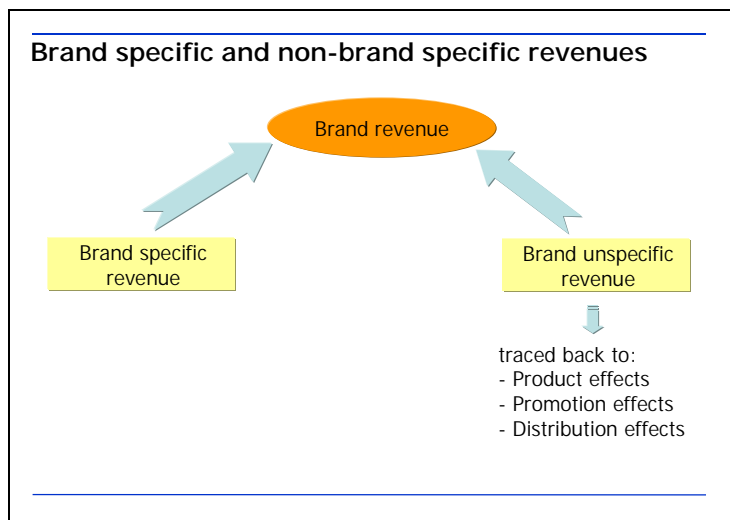 Brand specific and non-brand specific revenues
Brand revenue
Brand specific
revenue
Brand unspecific
revenue
traced back to:
- Product effects
- Promotion effects
- Distribution effects